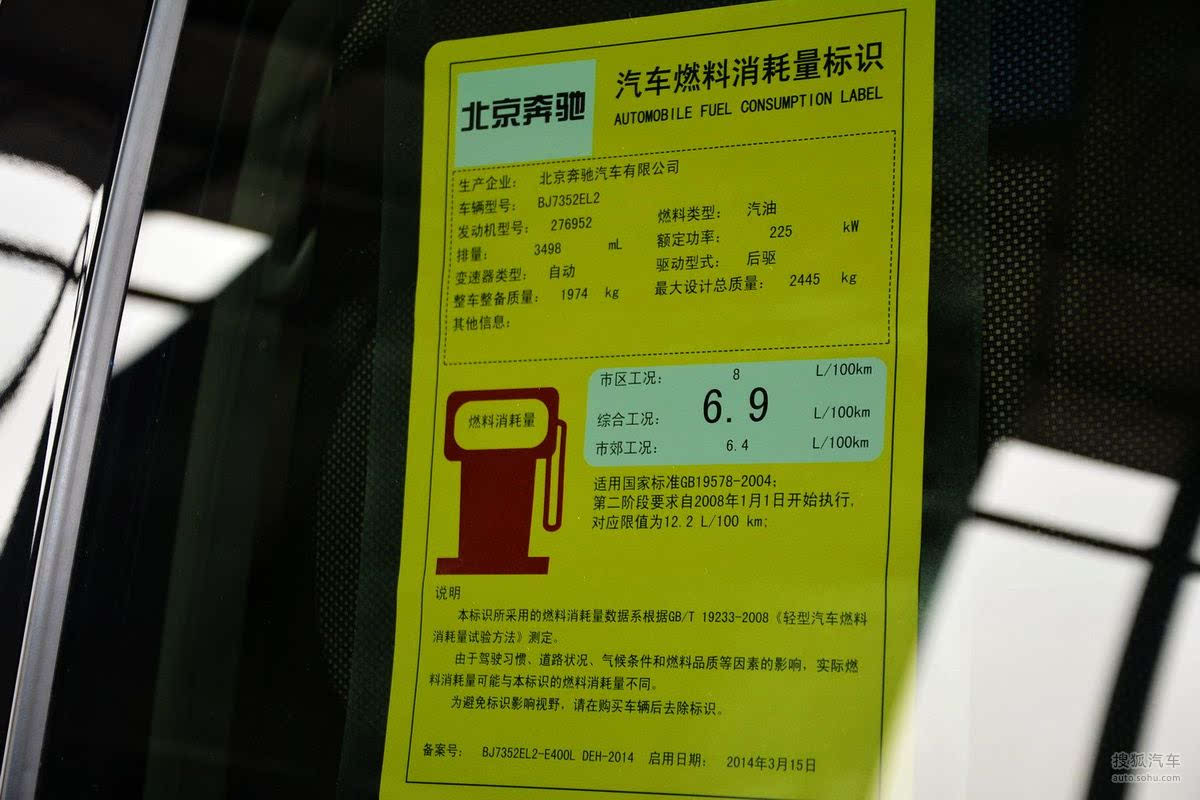 北京奔驰
汽车燃料消耗量标识
AUTOMOBILE FUEL CONSUMPTION LABEL
生产企业： 北京奔驰汽车有限公司
车辆型号： BJ7352EL2
发动机型号： 276952 燃料类型： 汽油
排量： 3498 mL 额定功率： 225 kW
变速器类型： 自动 驱动型式： 后驱
整车整备质量： 1974 kg 最大设计总质量： 2445 kg
其他信息：
燃料消耗量
市区工况： 8 L/100km
综合工况： 6.9 L/100km
市郊工况： 6.4 L/100km
适用国家标准GB19578-2004；
第二阶段要求自2008年1月1日开始执行，
对应限值为12.2 L/100 km；
说明
本标识所采用的燃料消耗量数据系根据GB/T 19233-2008《轻型汽车燃料
消耗量试验方法》测定。
由于驾驶习惯、道路状况、气候条件和燃料品质等因素的影响，实际燃
料消耗量可能与本标识的燃料消耗量不同。
为避免标识影响视野，请在购买车辆后去除标识。
备案号： BJ7352EL2-E400L DEH-2014 启用日期： 2014年3月15日
搜狐汽车
auto.sohu.com